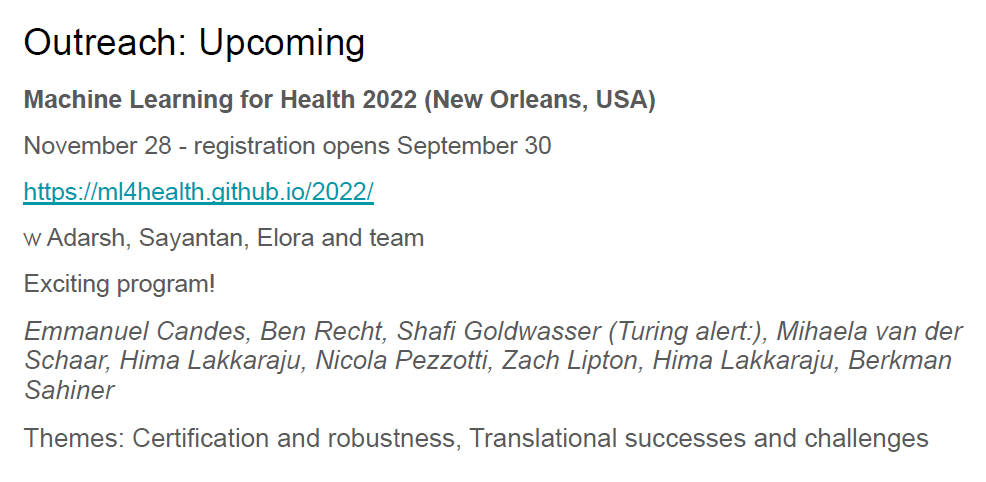 Outreach: Upcoming
Machine Learning for Health 2022 (New Orleans, USA)
November 28 - registration opens September 30
https://ml4health.github.io/2022/
w Adarsh, Sayantan, Elora and team
Exciting program!
Emmanuel Candes, Ben Recht, Shafi Goldwasser (Turing alert:), Mihaela van der
Schaar, Hima Lakkaraju, Nicola Pezzotti, Zach Lipton, Hima Lakkaraju, Berkman
Sahiner
Themes: Certification and robustness, Translational successes and challenges